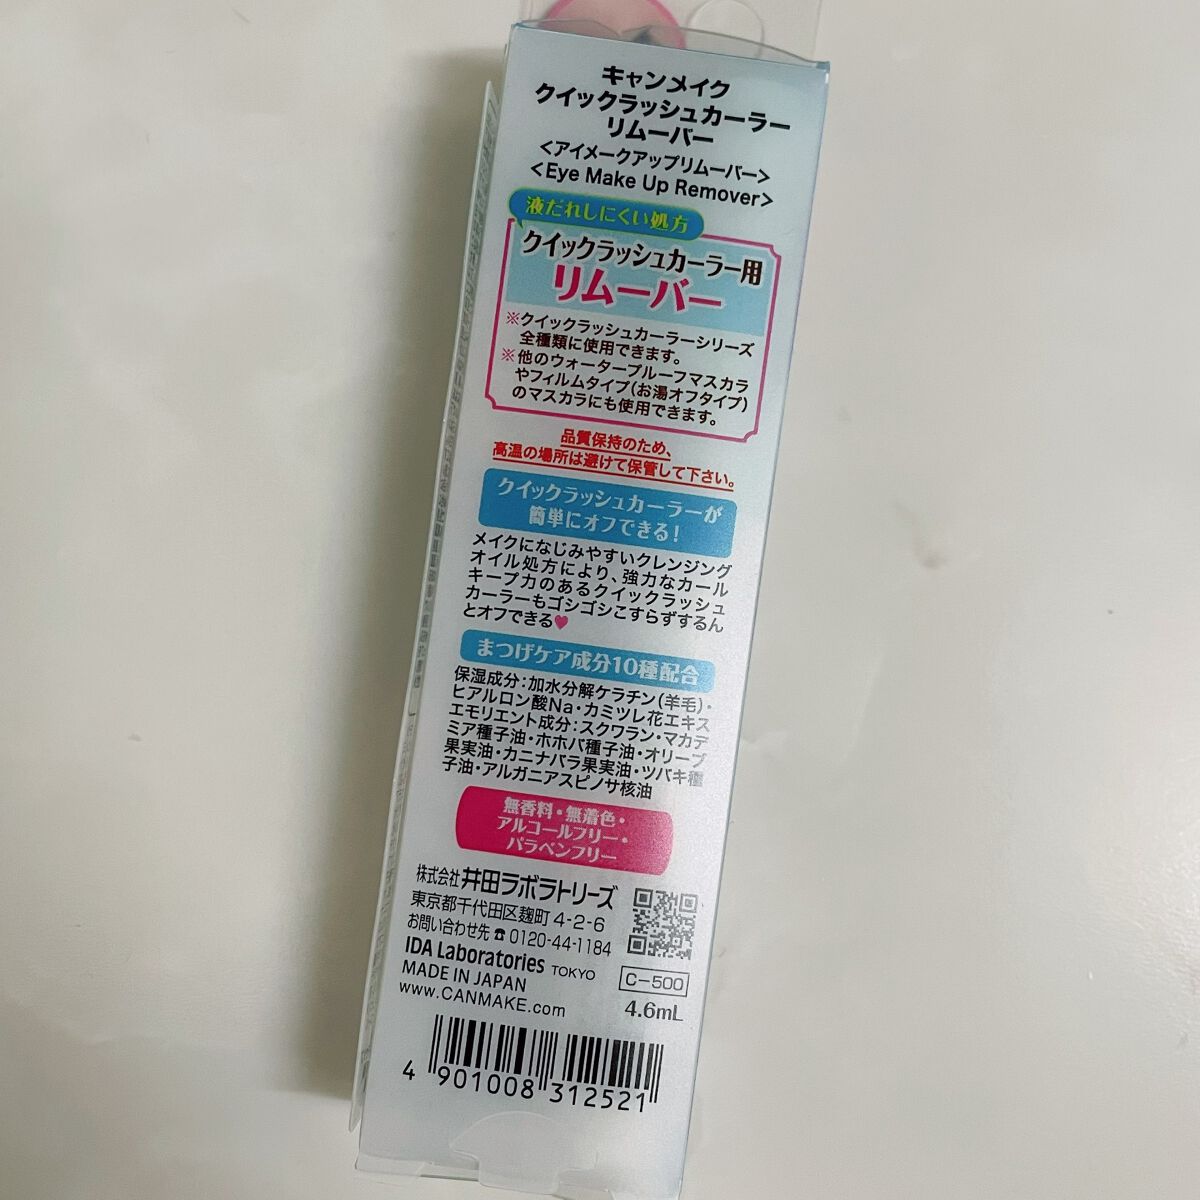 キャンメイク
クイックラッシュカーラー
リムーバー
<アイメークアップリムーバー>
<Eye Make Up Remover>
液だれしにくい処方
クイックラッシュカーラー用
リムーバー
※クイックラッシュカーラーシリーズ
全種類に使用できます。
※他のウォータープルーフマスカラ
やフィルムタイプ(お湯オフタイプ)
のマスカラにも使用できます。
品質保持のため、
高温の場所は避けて保管して下さい。
クイックラッシュカーラーが
簡単にオフできる!
メイクになじみやすいクレンジング
オイル処方により、強力なカール
キープ力のあるクイックラッシュ
カーラーもゴシゴシこすらずするん
とオフできる♥
まつげケア成分10種配合
保湿成分:加水分解ケラチン(羊毛)・
ヒアルロン酸Na・カミツレ花エキス
エモリエント成分:スクワラン・マカデ
ミア種子油・ホホバ種子油・オリーブ
果実油・カニナバラ果実油・ツバキ種
子油・アルガニアスピノサ核油
無香料・無着色・
アルコールフリー・
パラベンフリー
株式会社 井田ラボラトリーズ
東京都千代田区麹町 4-2-6
お問い合わせ先 ☎ 0120-44-1184
IDA Laboratories TOKYO
MADE IN JAPAN
C-500
www.CANMAKE.com
4.6mL
4 901008 312521